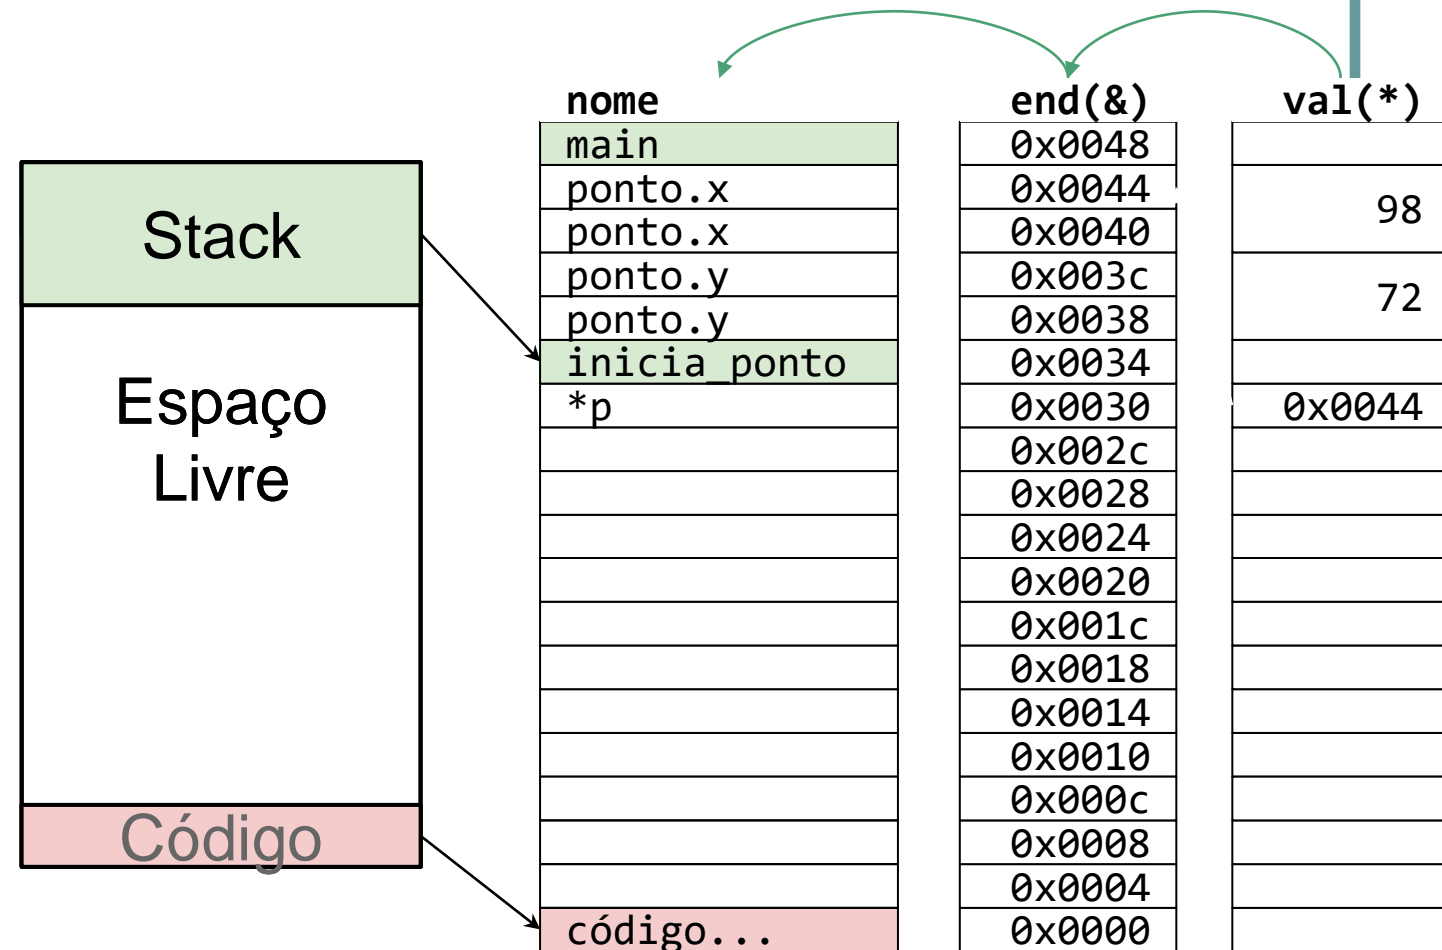 nome end(&) val(*)
main 0x0048
ponto.x 0x0044
98
ponto.x 0x0040
ponto.y 0x003c
72
ponto.y 0x0038
inicia_ponto 0x0034
*p 0x0030 0x0044
0x002c
0x0028
0x0024
0x0020
0x001c
0x0018
0x0014
0x0010
0x000c
0x0008
0x0004
código... 0x0000
Stack
Espaço
Livre
Código